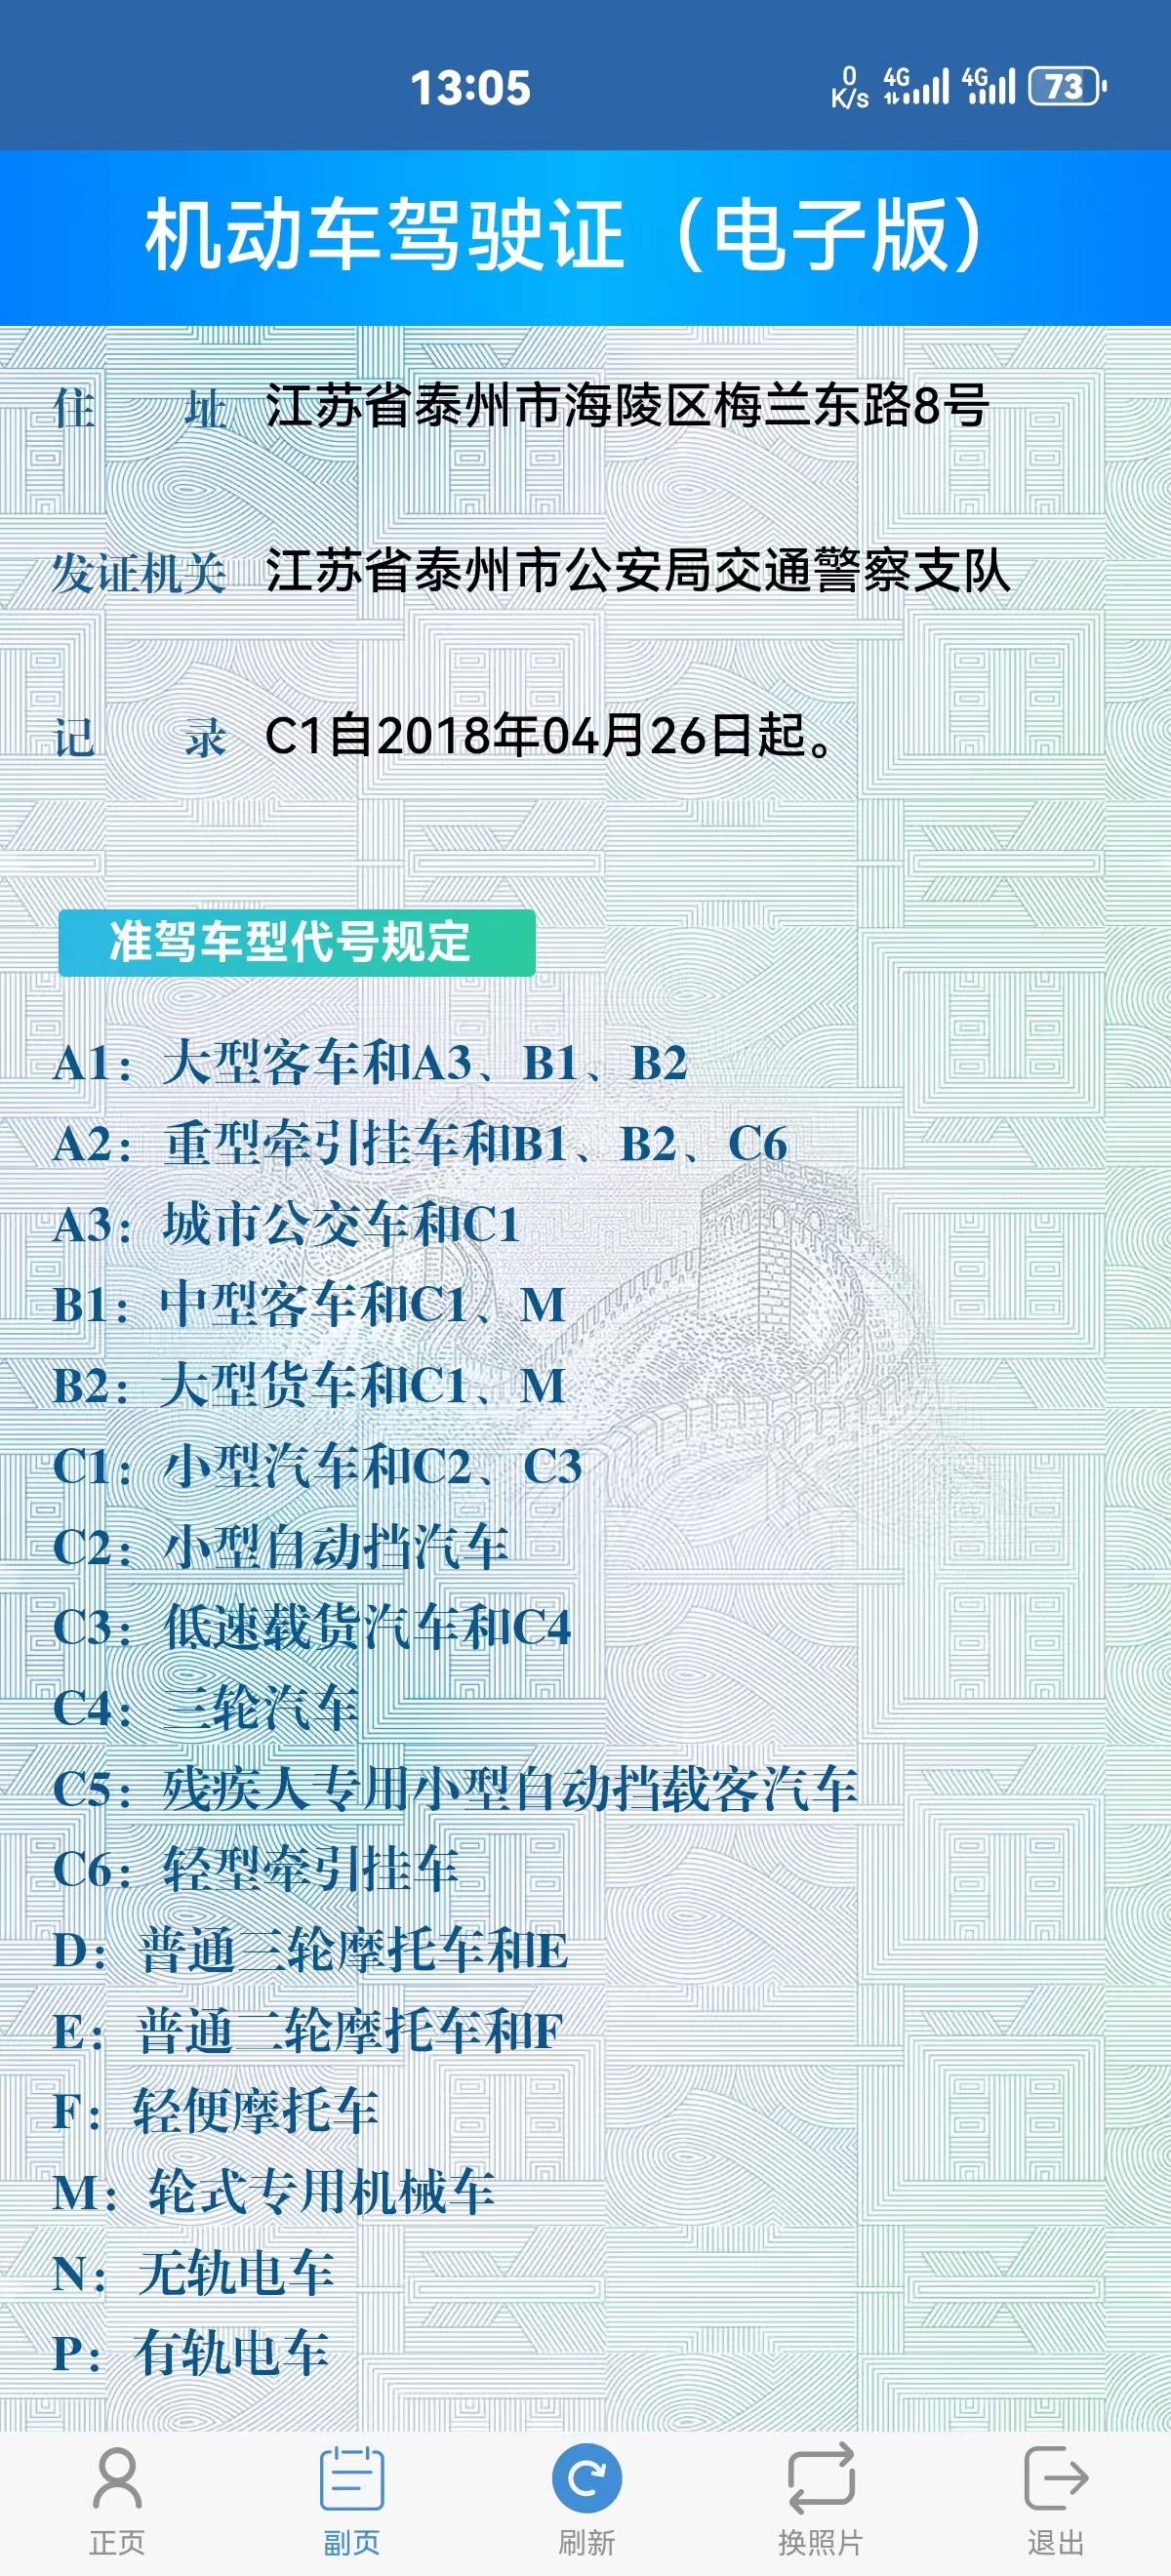 13:05 0 K/s 4G 4G 73
机动车驾驶证（电子版）
住 址 江苏省泰州市海陵区梅兰东路8号
发证机关 江苏省泰州市公安局交通警察支队
记 录 C1自2018年04月26日起。
准驾车型代号规定
A1：大型客车和A3、B1、B2
A2：重型牵引挂车和B1、B2、C6
A3：城市公交车和C1
B1：中型客车和C1、M
B2：大型货车和C1、M
C1：小型汽车和C2、C3
C2：小型自动挡汽车
C3：低速载货汽车和C4
C4：三轮汽车
C5：残疾人专用小型自动挡载客汽车
C6：轻型牵引挂车
D：普通三轮摩托车和E
E：普通二轮摩托车和F
F：轻便摩托车
M：轮式专用机械车
N：无轨电车
P：有轨电车
正页 副页 刷新 换照片 退出